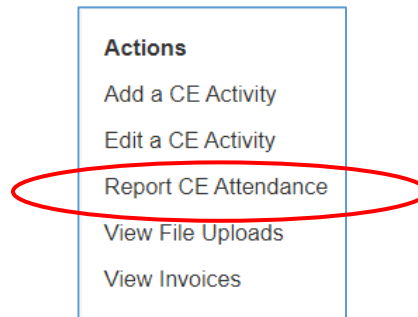 Actions
Add a CE Activity
Edit a CE Activity
Report CE Attendance
View File Uploads
View Invoices